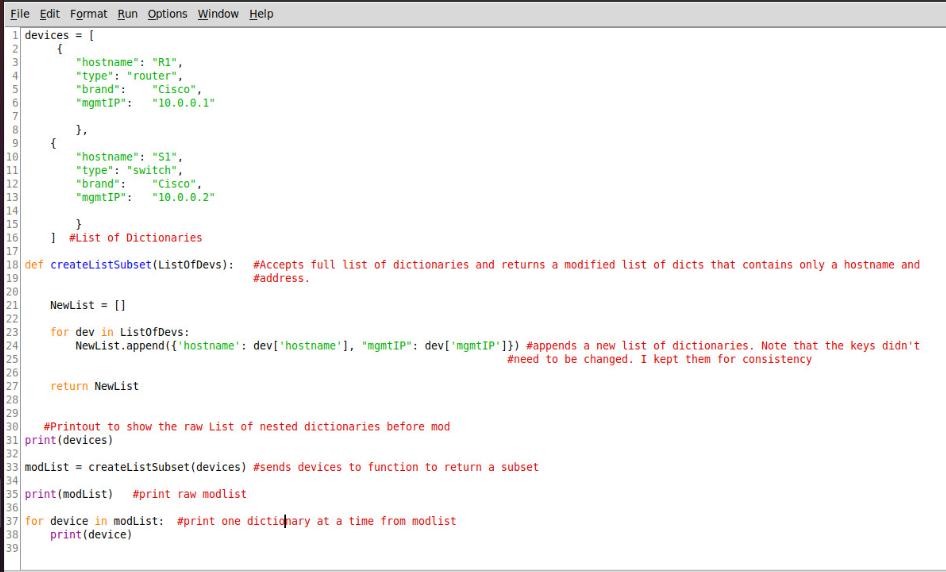 File Edit Format Run Options Window Help
1 devices = [
2      {
3         "hostname": "R1",
4         "type": "router",
5         "brand":    "Cisco",
6         "mgmtIP":   "10.0.0.1"
7
8         },
9     {
10         "hostname": "S1",
11         "type": "switch",
12         "brand":    "Cisco",
13         "mgmtIP":   "10.0.0.2"
14
15         }
16     ]  #List of Dictionaries
17
18 def createListSubset(ListOfDevs):   #Accepts full list of dictionaries and returns a modified list of dicts that contains only a hostname and
19                                     #address.
20
21     NewList = []
22
23     for dev in ListOfDevs:
24         NewList.append({'hostname': dev['hostname'], "mgmtIP": dev['mgmtIP']}) #appends a new list of dictionaries. Note that the keys didn't
25                                                                             #need to be changed. I kept them for consistency
26
27     return NewList
28
29
30    #Printout to show the raw List of nested dictionaries before mod
31 print(devices)
32
33 modList = createListSubset(devices) #sends devices to function to return a subset
34
35 print(modList)   #print raw modlist
36
37 for device in modList:  #print one dictionary at a time from modlist
38     print(device)
39